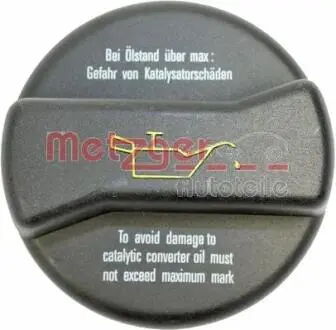 Bei Ölstand über max:
Gefahr von Katalysatorschäden
Metzger
Autoteile
To avoid damage to
catalytic converter oil must
not exceed maximum mark